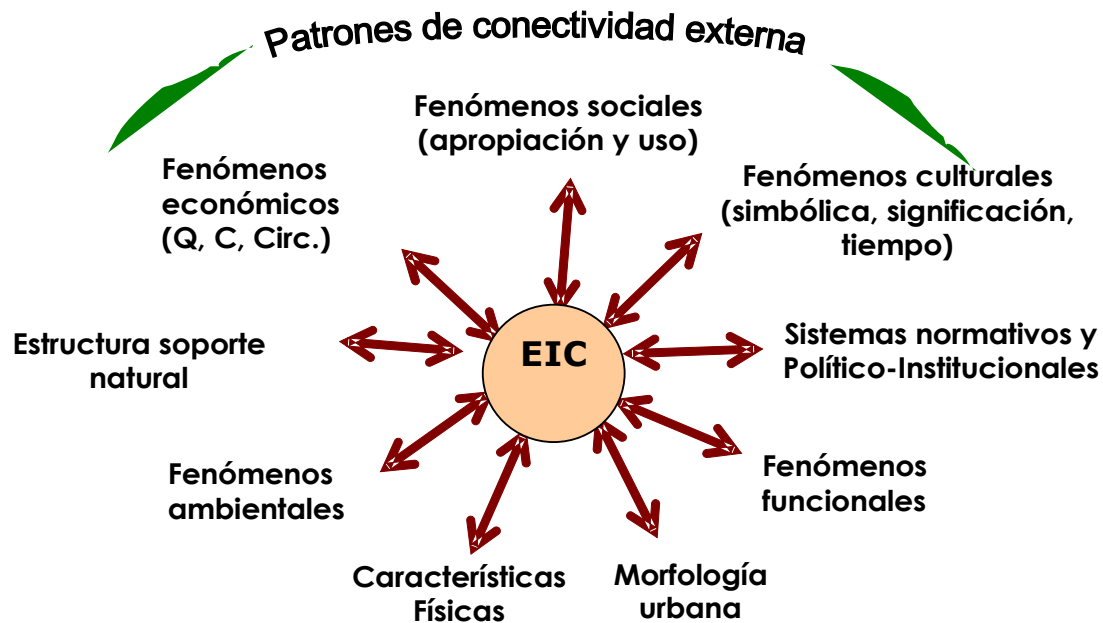 Patrones de conectividad externa
Fenómenos sociales
(apropiación y uso)
Fenómenos
económicos
(Q, C, Circ.)
Fenómenos culturales
(simbólica, significación,
tiempo)
Estructura soporte
natural
EIC
Sistemas normativos y
Político-Institucionales
Fenómenos
ambientales
Fenómenos
funcionales
Características
Físicas
Morfología
urbana